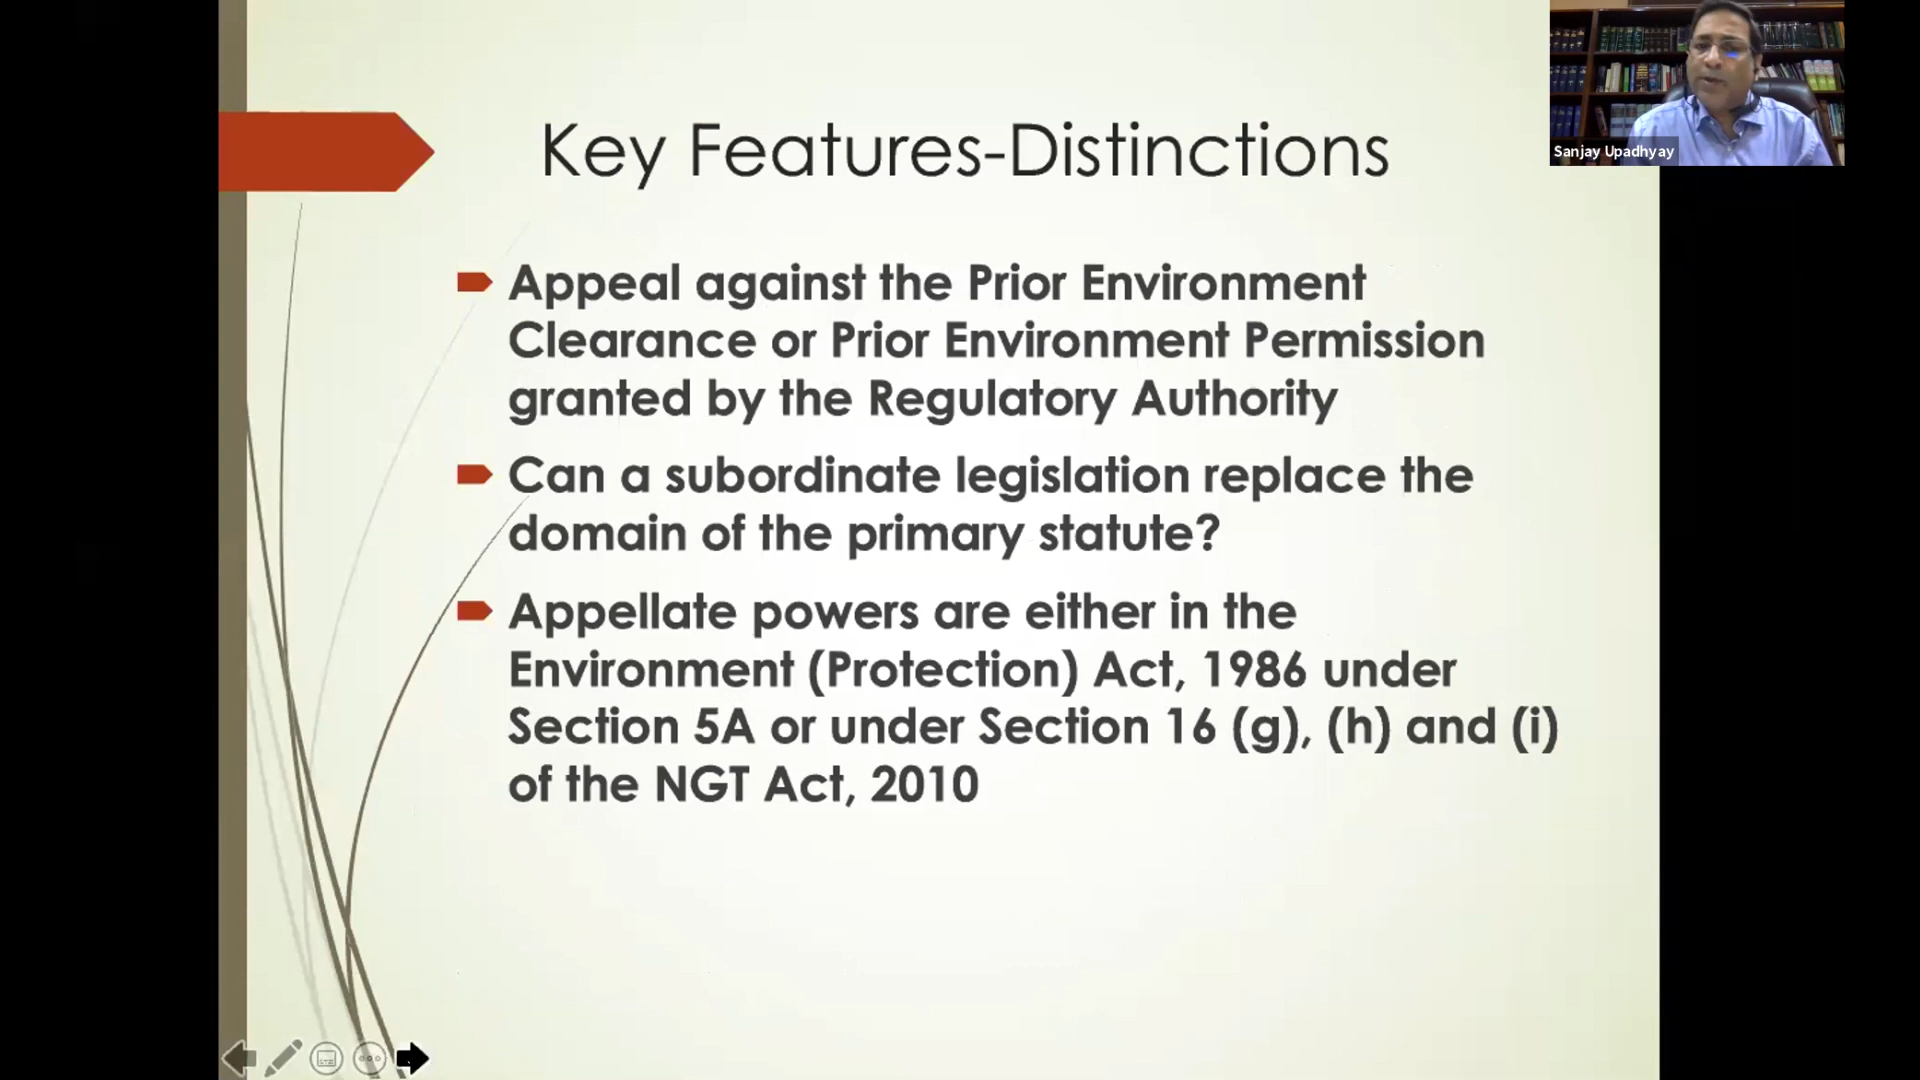 Key Features-Distinctions
Sanjay Upadhyay
Appeal against the Prior Environment
Clearance or Prior Environment Permission
granted by the Regulatory Authority
Can a subordinate legislation replace the
domain of the primary statute?
Appellate powers are either in the
Environment (Protection) Act, 1986 under
Section 5A or under Section 16 (g), (h) and (i)
of the NGT Act, 2010